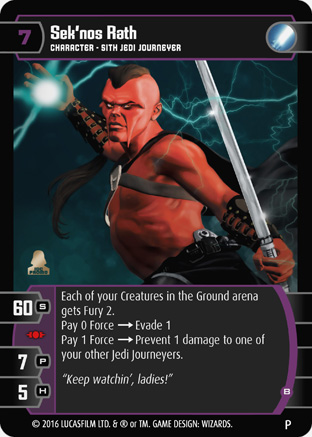 7
Sek'nos Rath
CHARACTER - SITH JEDI JOURNEYER
60 S
Each of your Creatures in the Ground arena
gets Fury 2.
Pay 0 Force → Evade 1
Pay 1 Force → Prevent 1 damage to one of
your other Jedi Journeyers.
7 P
"Keep watchin', ladies!"
5 H
B
© 2016 LUCASFILM LTD. & ® or TM. GAME DESIGN: WIZARDS.
P